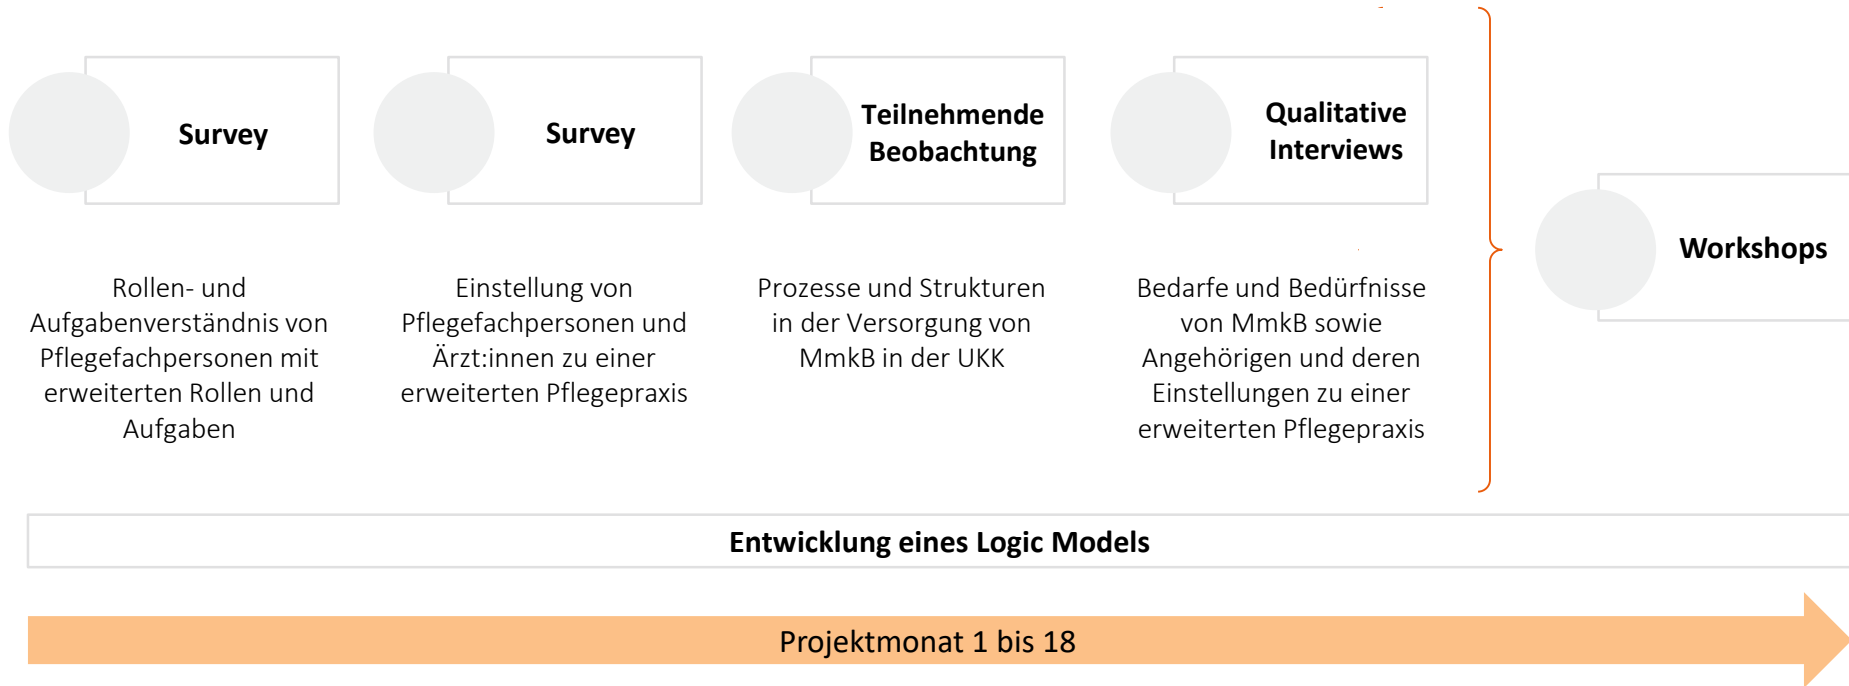 Survey
Rollen- und
Aufgabenverständnis von
Pflegefachpersonen mit
erweiterten Rollen und
Aufgaben
Survey
Einstellung von
Pflegefachpersonen und
Ärzt:innen zu einer
erweiterten Pflegepraxis
Teilnehmende
Beobachtung
Prozesse und Strukturen
in der Versorgung von
MmkB in der UKK
Qualitative
Interviews
Bedarfe und Bedürfnisse
von MmkB sowie
Angehörigen und deren
Einstellungen zu einer
erweiterten Pflegepraxis
Workshops
Entwicklung eines Logic Models
Projektmonat 1 bis 18